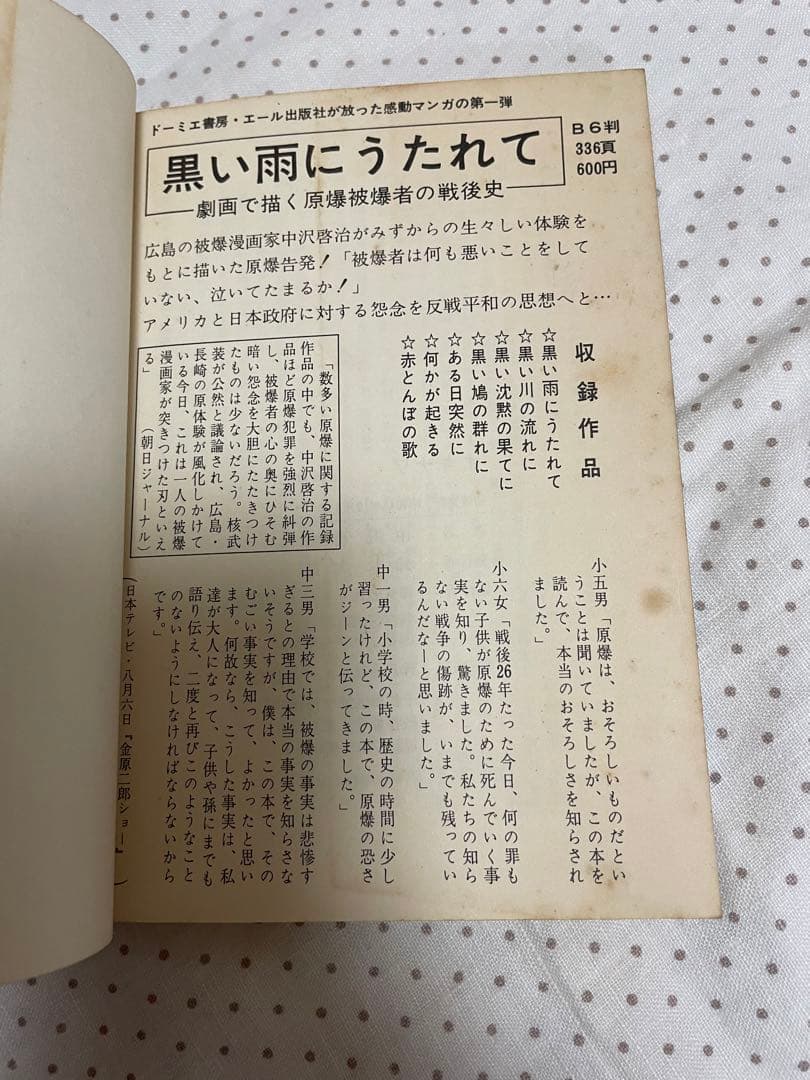 ドーミエ書房・エール出版社が放った感動マンガの第一弾
黒い雨にうたれて
劇画で描く原爆被爆者の戦後史
B6判
336頁
600円
広島の被爆漫画家中沢啓治がみずからの生々しい体験を
もとに描いた原爆告発！「被爆者は何も悪いことをして
いない、泣いてたまるか！」
アメリカと日本政府に対する怨念を反戦平和の思想へと…
収録作品
☆黒い雨にうたれて
☆黒い川の流れに
☆黒い沈黙の果てに
☆黒い鳩の群れに
☆ある日突然に
☆何かが起きる
☆赤とんぼの歌
「数多い原爆に関する記録
作品の中でも、中沢啓治の作
品ほど原爆犯罪を強烈に糾弾
し、被爆者の心の奥にひそむ
暗い怨念を大胆にたたきつけ
たものは少ないだろう。核武
装が公然と議論され、広島・
長崎の原体験が風化しかけて
いる今日、これは一人の被爆
漫画家が突きつけた刃といえ
る」
（朝日ジャーナル）
小五男「原爆は、おそろしいものだとい
うことは聞いていましたが、この本を
読んで、本当のおそろしさを知らされ
ました。」
小六女「戦後26年たった今日、何の罪も
ない子供が原爆のために死んでいく事
実を知り、驚きました。私たちの知ら
ない戦争の傷跡が、いまでも残ってい
るんだなーと思いました。」
中一男「小学校の時、歴史の時間に少し
習ったけれど、この本で、原爆の恐さ
がジーンと伝ってきました。」
中三男「学校では、被爆の事実は悲惨す
ぎるとの理由で本当の事実を知らさな
いそうですが、僕は、この本で、その
むごい事実を知って、よかったと思い
ます。何故なら、こうした事実は、私
達が大人になって、子供や孫にまでも
語り伝え、二度と再びこのようなこと
のないようにしなければならないから
です。」
（日本テレビ・八月六日『金原二郎ショー』）